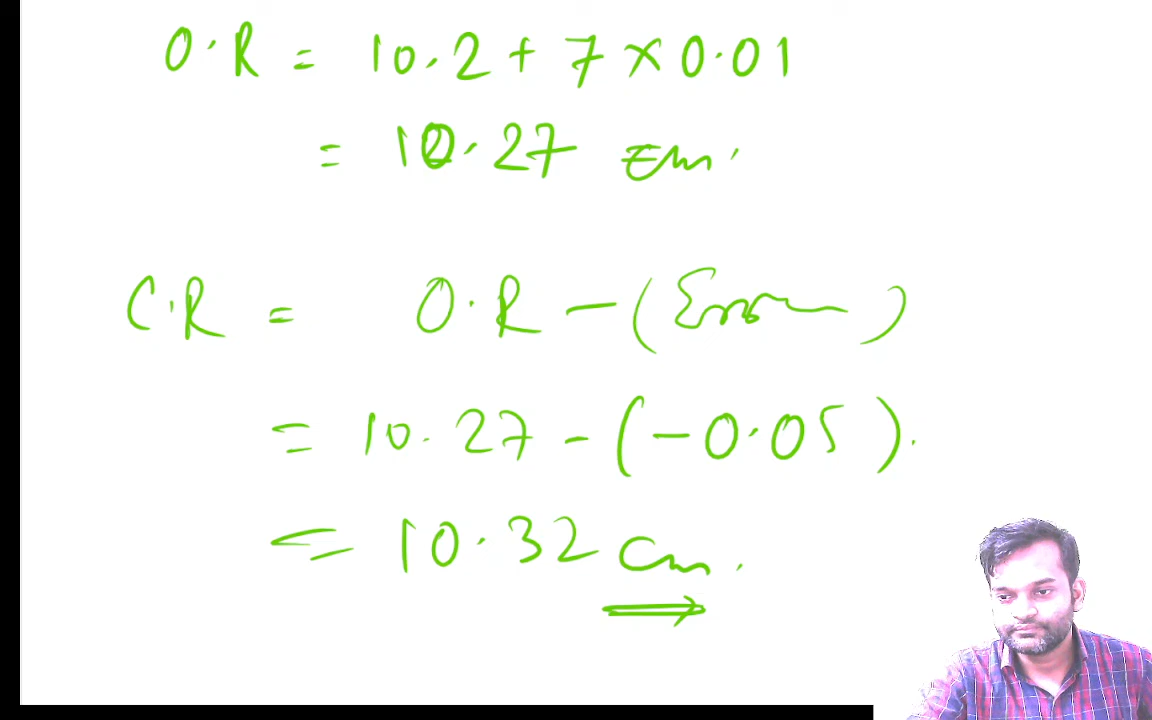 O.R = 10.2 + 7 × 0.01
= 10.27 cm.
C.R = O.R - (Error)
= 10.27 - (-0.05).
= 10.32 cm.